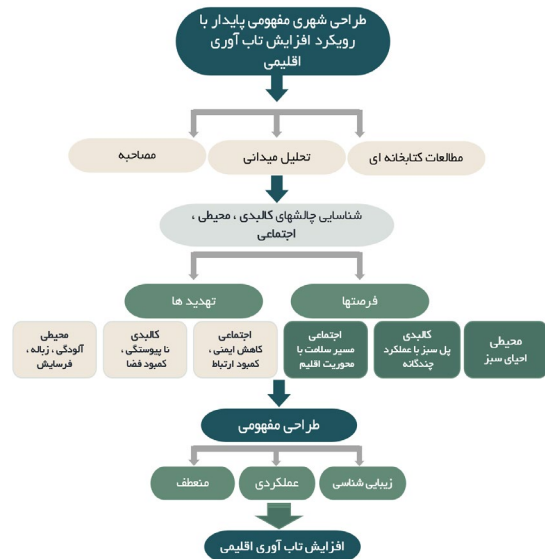 طراحی شهری مفهومی پایدار با
رویکرد افزایش تاب آوری
اقلیمی
مطالعات کتابخانه ای
تحلیل میدانی
مصاحبه
شناسایی چالشهای کالبدی ، محیطی ،
اجتماعی
فرصتها
تهدید ها
محیطی
احیای سبز
کالبدی
پل سبز با عملکرد
چندگانه
اجتماعی
مسیر سلامت با
محوریت اقلیم
اجتماعی
کاهش ایمنی ،
کمبود ارتباط
کالبدی
نا پیوستگی ،
کمبود فضا
محیطی
آلودگی ، زباله ،
فرسایش
طراحی مفهومی
زیبایی شناسی
عملکردی
منعطف
افزایش تاب آوری اقلیمی